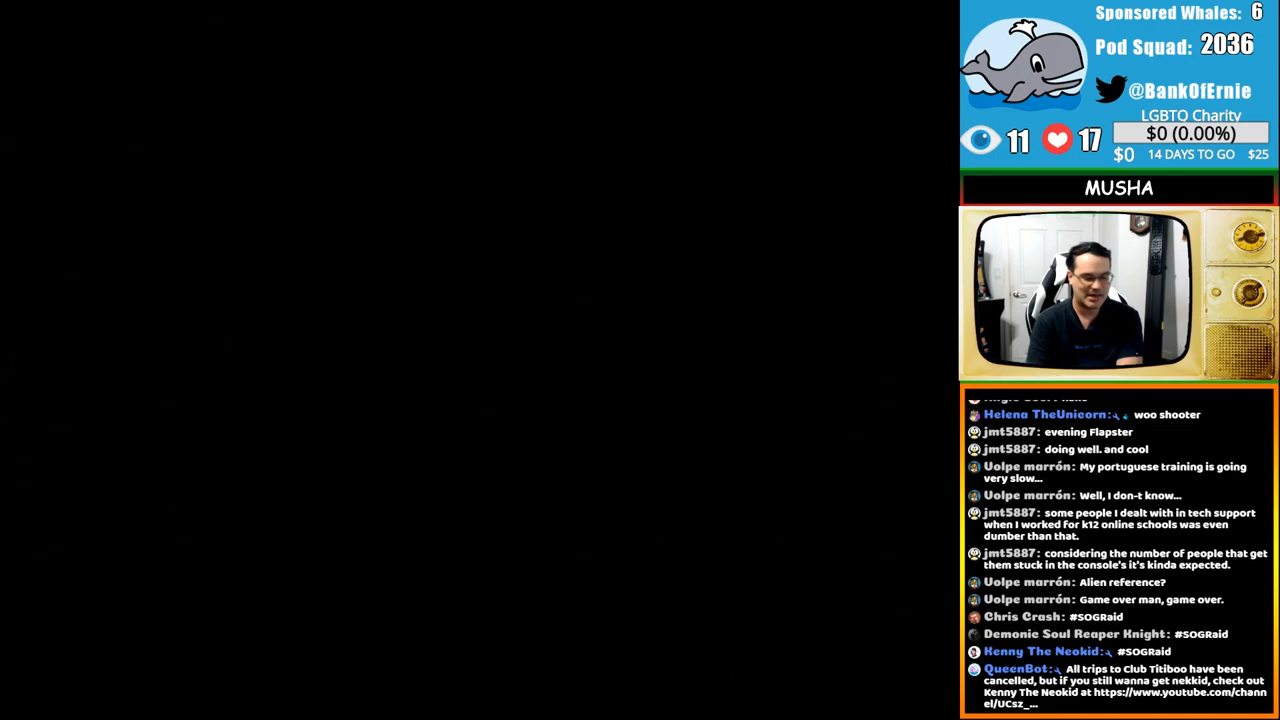 Sponsored Whales: 6
Pod Squad: 2036
@BankOfErnie
LGBTQ Charity
11 17 $0 (0.00%)
$0 14 DAYS TO GO $25
MUSHA
Helena TheUnicorn: woo shooter
jmt5887: evening Flapster
jmt5887: doing well. and cool
Uolpe marrón: My portuguese training is going
very slow...
Uolpe marrón: Well, I don-t know...
jmt5887: some people I dealt with in tech support
when I worked for k12 online schools was even
dumber than that.
jmt5887: considering the number of people that get
them stuck in the console's it's kinda expected.
Uolpe marrón: Alien reference?
Uolpe marrón: Game over man, game over.
Chris Crash: #SOGRaid
Demonic Soul Reaper Knight: #SOGRaid
Kenny The Neokid: #SOGRaid
QueenBot: All trips to Club Titiboo have been
cancelled, but if you still wanna get nekkid, check out
Kenny The Neokid at https://www.youtube.com/chann
el/UCsz_...